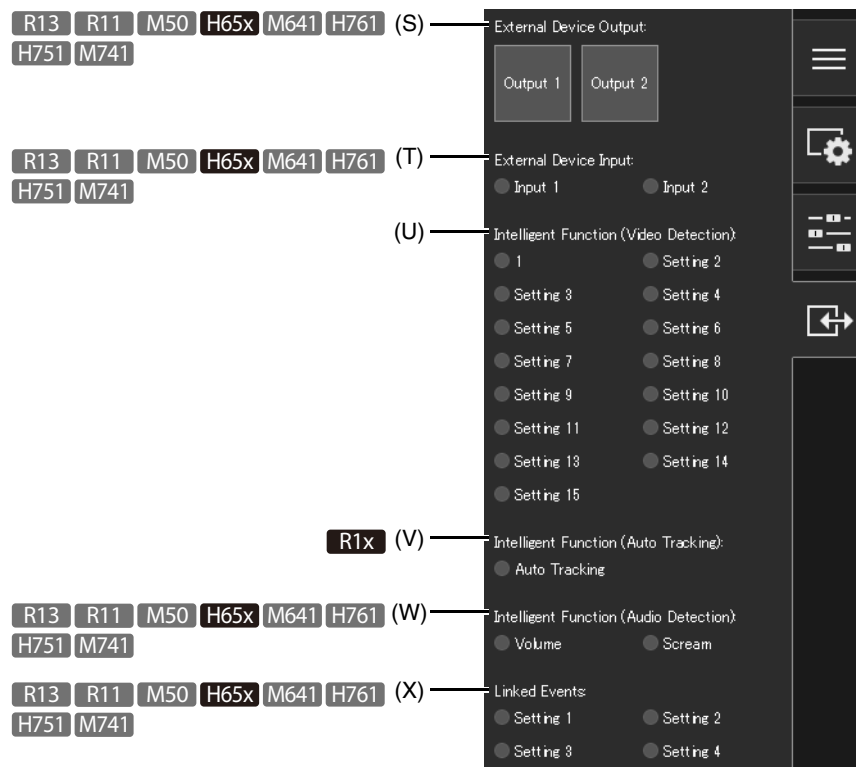 R13 R11 M50 H65x M641 H761 (S)
H751 M741
External Device Output:
Output 1 Output 2
R13 R11 M50 H65x M641 H761 (T)
H751 M741
External Device Input:
Input 1 Input 2
(U)
Intelligent Function (Video Detection):
1 Setting 2
Setting 3 Setting 4
Setting 5 Setting 6
Setting 7 Setting 8
Setting 9 Setting 10
Setting 11 Setting 12
Setting 13 Setting 14
Setting 15
R1x (V)
Intelligent Function (Auto Tracking):
Auto Tracking
R13 R11 M50 H65x M641 H761 (W)
H751 M741
Intelligent Function (Audio Detection):
Volume Scream
R13 R11 M50 H65x M641 H761 (X)
H751 M741
Linked Events:
Setting 1 Setting 2
Setting 3 Setting 4